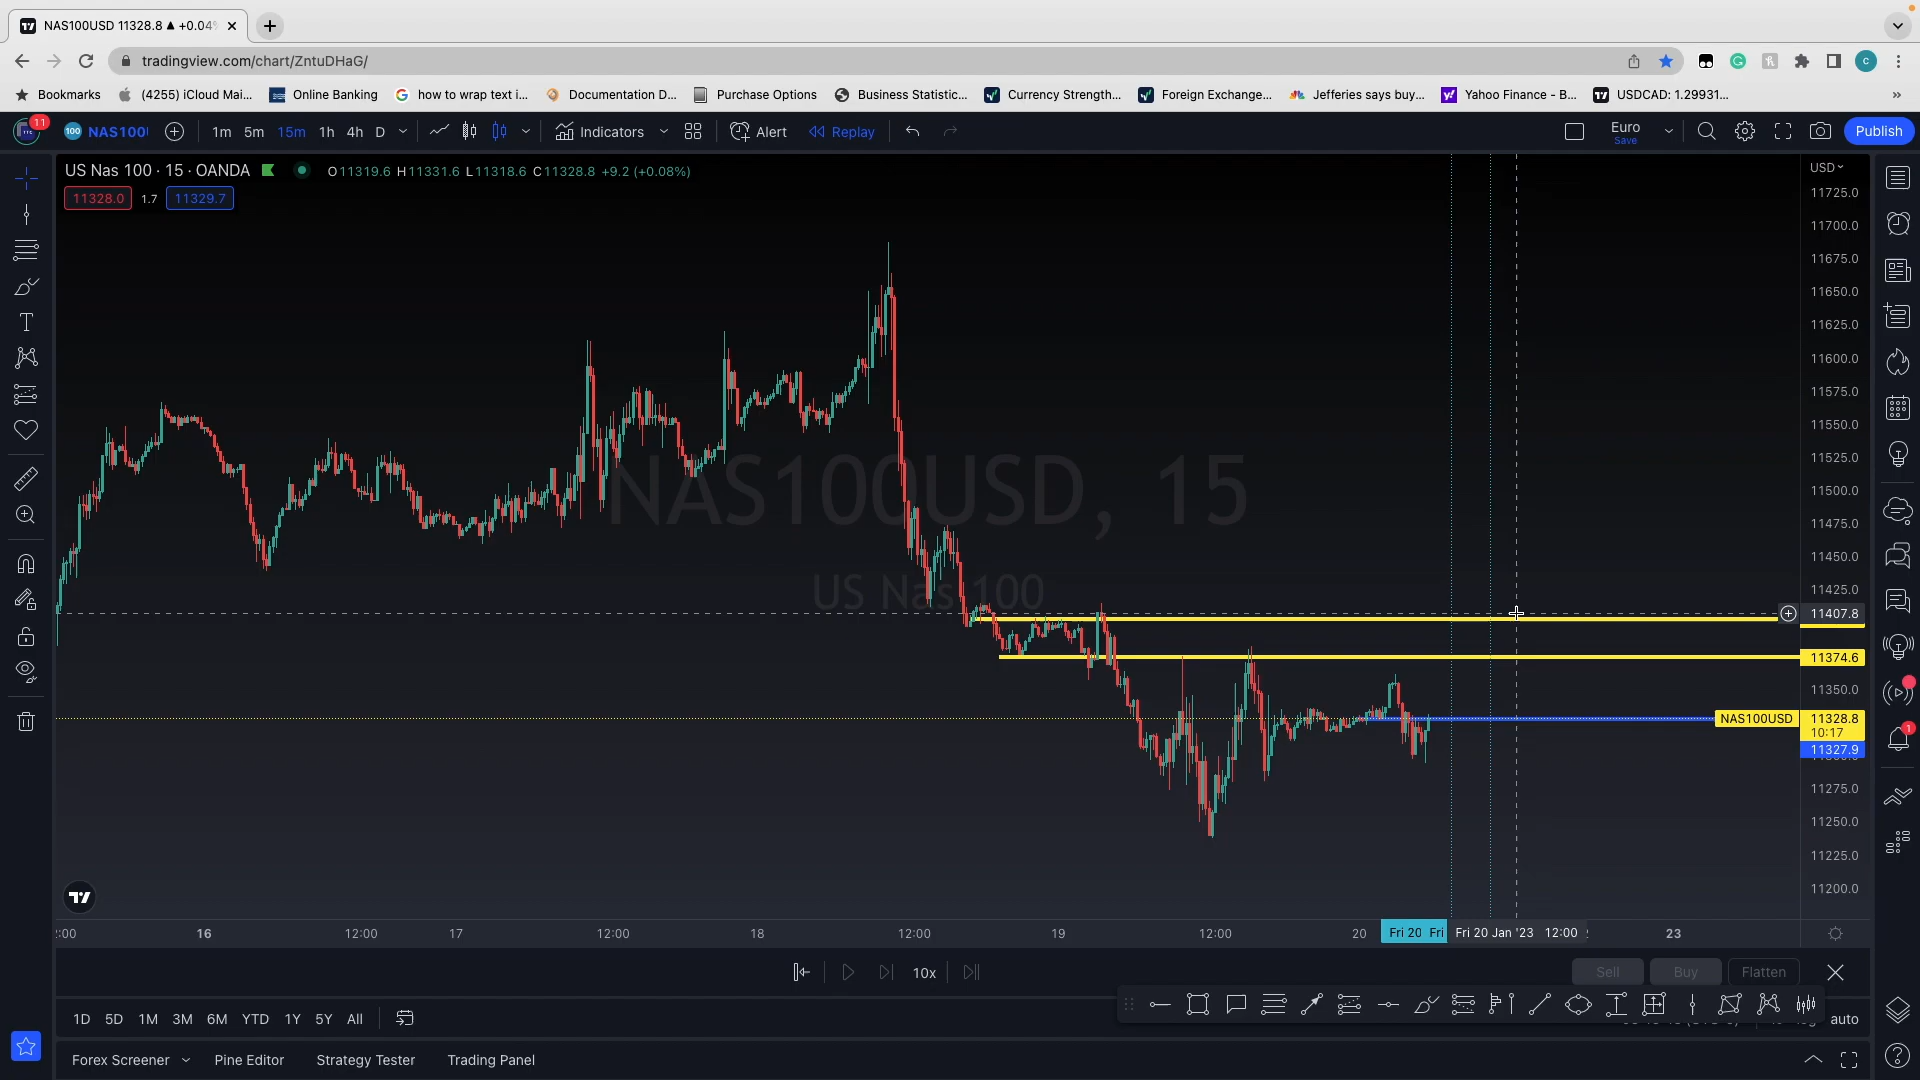 NAS100USD 11328.8 ▲ +0.04%
tradingview.com/chart/ZntuDHaG/
Bookmarks (4255) iCloud Mai... Online Banking how to wrap text i... Documentation D... Purchase Options Business Statistic... Currency Strength... Foreign Exchange... Jefferies says buy... Yahoo Finance - B... USDCAD: 1.29931... »
11 100 NAS100 1m 5m 15m 1h 4h D Indicators Alert Replay Euro Save Publish
US Nas 100 · 15 · OANDA O11319.6 H11331.6 L11318.6 C11328.8 +9.2 (+0.08%)
11328.0 1.7 11329.7
USD
11725.0
11700.0
11675.0
11650.0
11625.0
11600.0
11575.0
11550.0
11525.0
11500.0
11475.0
11450.0
11425.0
11407.8
11374.6
11350.0
NAS100USD 11328.8
10:17
11327.9
11275.0
11250.0
11225.0
11200.0
NAS100USD, 15
US Nas 100
:00 16 12:00 17 12:00 18 12:00 19 12:00 20 Fri 20 Fri Fri 20 Jan '23 12:00 23
10x Sell Buy Flatten
1D 5D 1M 3M 6M YTD 1Y 5Y All auto
Forex Screener Pine Editor Strategy Tester Trading Panel
1